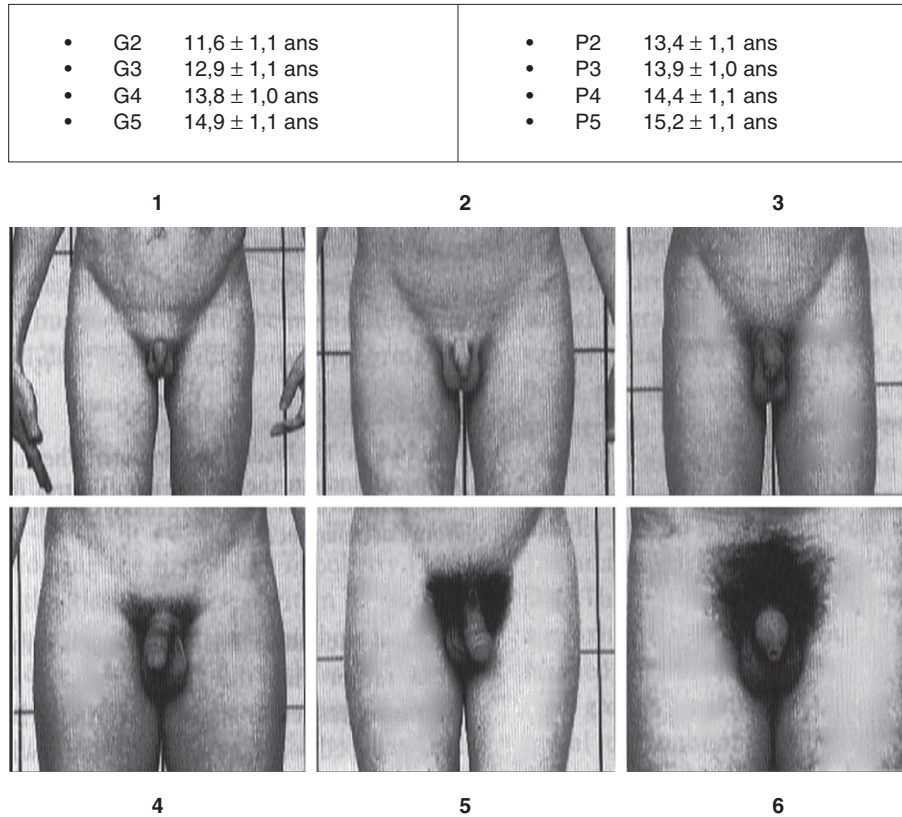 • G2 11,6 ± 1,1 ans
• G3 12,9 ± 1,1 ans
• G4 13,8 ± 1,0 ans
• G5 14,9 ± 1,1 ans
• P2 13,4 ± 1,1 ans
• P3 13,9 ± 1,0 ans
• P4 14,4 ± 1,1 ans
• P5 15,2 ± 1,1 ans
1 2 3
4 5 6